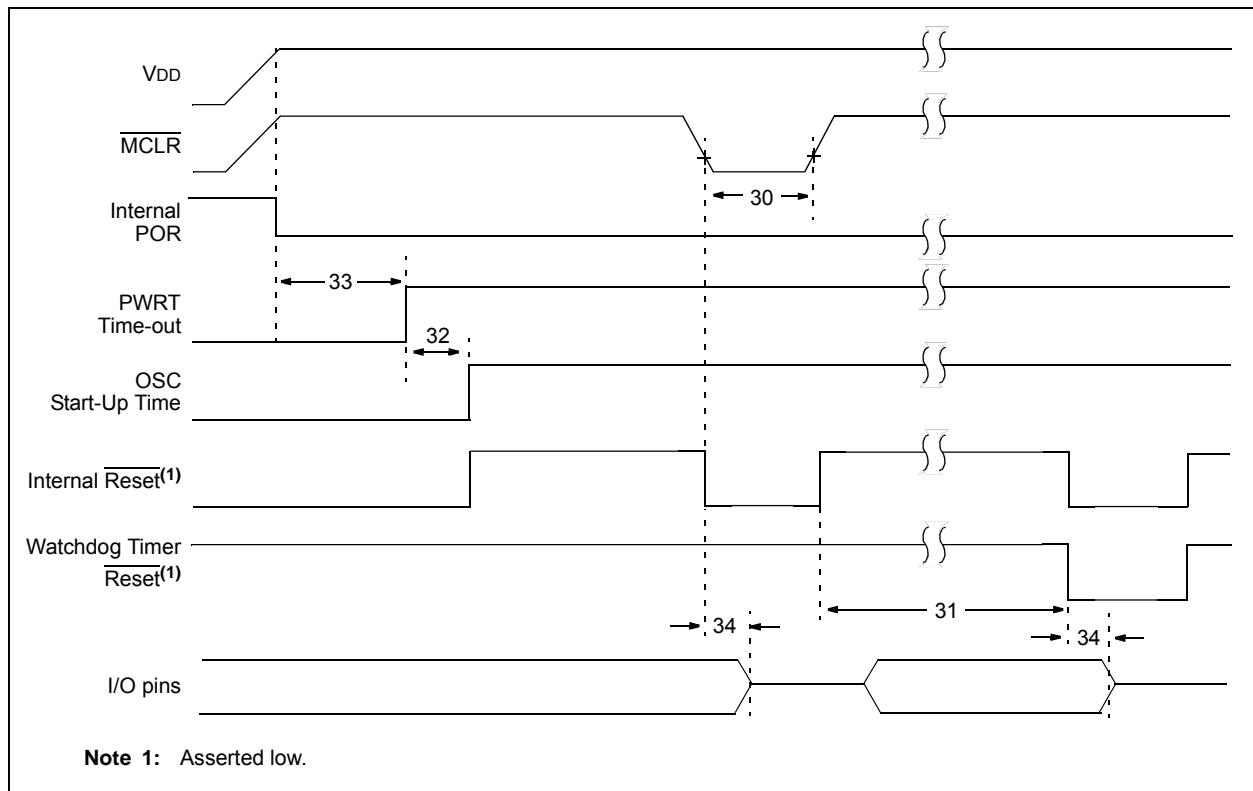 VDD
MCLR
30
Internal
POR
33
PWRT
Time-out
32
OSC
Start-Up Time
Internal Reset(1)
Watchdog Timer
Reset(1)
31
34
34
I/O pins
Note 1: Asserted low.